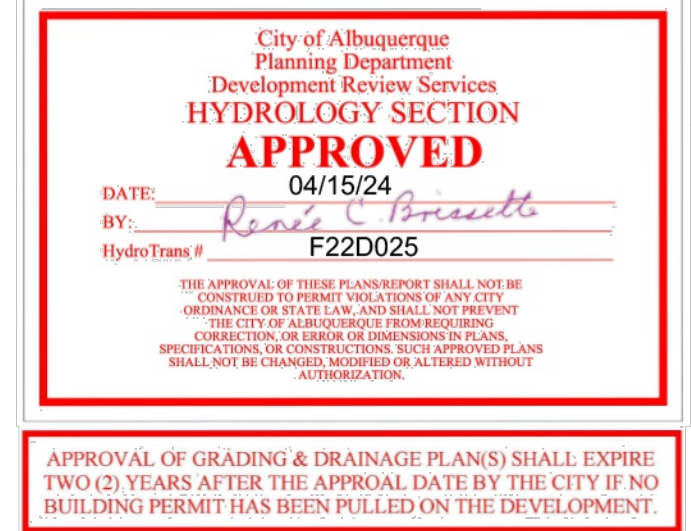 City of Albuquerque
Planning Department
Development Review Services
HYDROLOGY SECTION
APPROVED
DATE: 04/15/24
BY: Renée C. Brissette
HydroTrans # F22D025
THE APPROVAL OF THESE PLANS/REPORT SHALL NOT BE
CONSTRUED TO PERMIT VIOLATIONS OF ANY CITY
ORDINANCE OR STATE LAW, AND SHALL NOT PREVENT
THE CITY OF ALBUQUERQUE FROM REQUIRING
CORRECTION, OR ERROR OR DIMENSIONS IN PLANS,
SPECIFICATIONS, OR CONSTRUCTIONS. SUCH APPROVED PLANS
SHALL NOT BE CHANGED, MODIFIED OR ALTERED WITHOUT
AUTHORIZATION.
APPROVAL OF GRADING & DRAINAGE PLAN(S) SHALL EXPIRE
TWO (2) YEARS AFTER THE APPROAL DATE BY THE CITY IF NO
BUILDING PERMIT HAS BEEN PULLED ON THE DEVELOPMENT.